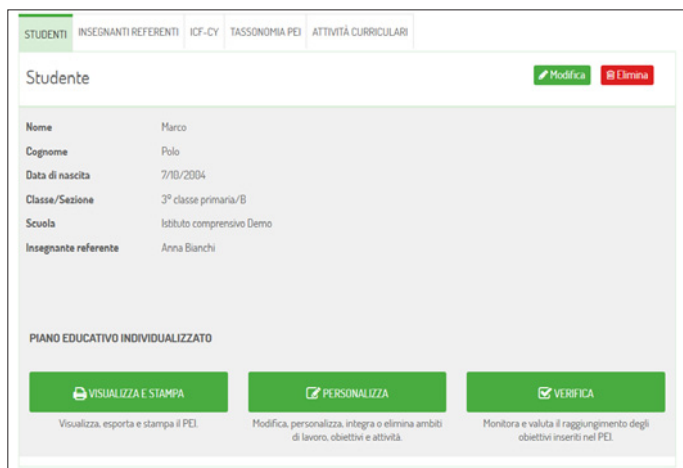 STUDENTI INSEGNANTI REFERENTI ICF-CY TASSONOMIA PEI ATTIVITÀ CURRICULARI
Studente Modifica Elimina
Nome Marco
Cognome Polo
Data di nascita 7/10/2004
Classe/Sezione 3° classe primaria/B
Scuola Istituto comprensivo Demo
Insegnante referente Anna Bianchi
PIANO EDUCATIVO INDIVIDUALIZZATO
VISUALIZZA E STAMPA PERSONALIZZA VERIFICA
Visualizza, esporta e stampa il PEI. Modifica, personalizza, integra o elimina ambiti Monitora e valuta il raggiungimento degli
di lavoro, obiettivi e attività. obiettivi inseriti nel PEI.